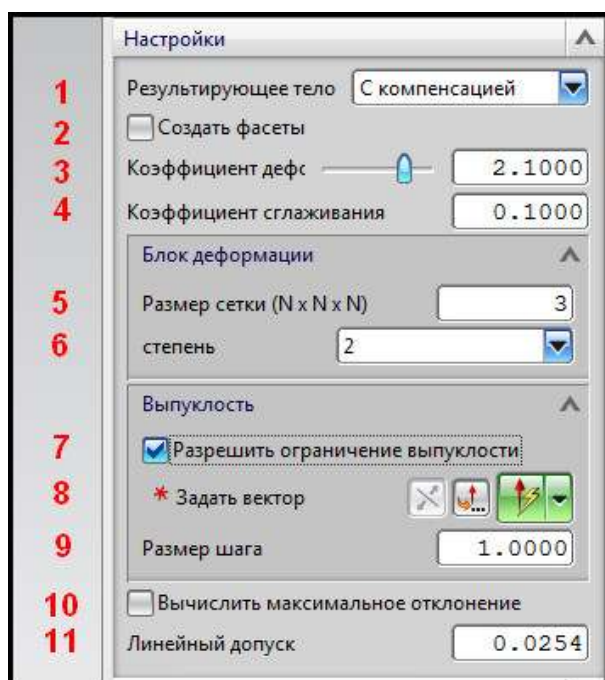 Настройки
1 Результирующее тело С компенсацией
2 Создать фасеты
3 Коэффициент дефс 2.1000
4 Коэффициент сглаживания 0.1000
Блок деформации
5 Размер сетки (N x N x N) 3
6 степень 2
Выпуклость
7 Разрешить ограничение выпуклости
8 * Задать вектор
9 Размер шага 1.0000
10 Вычислить максимальное отклонение
11 Линейный допуск 0.0254